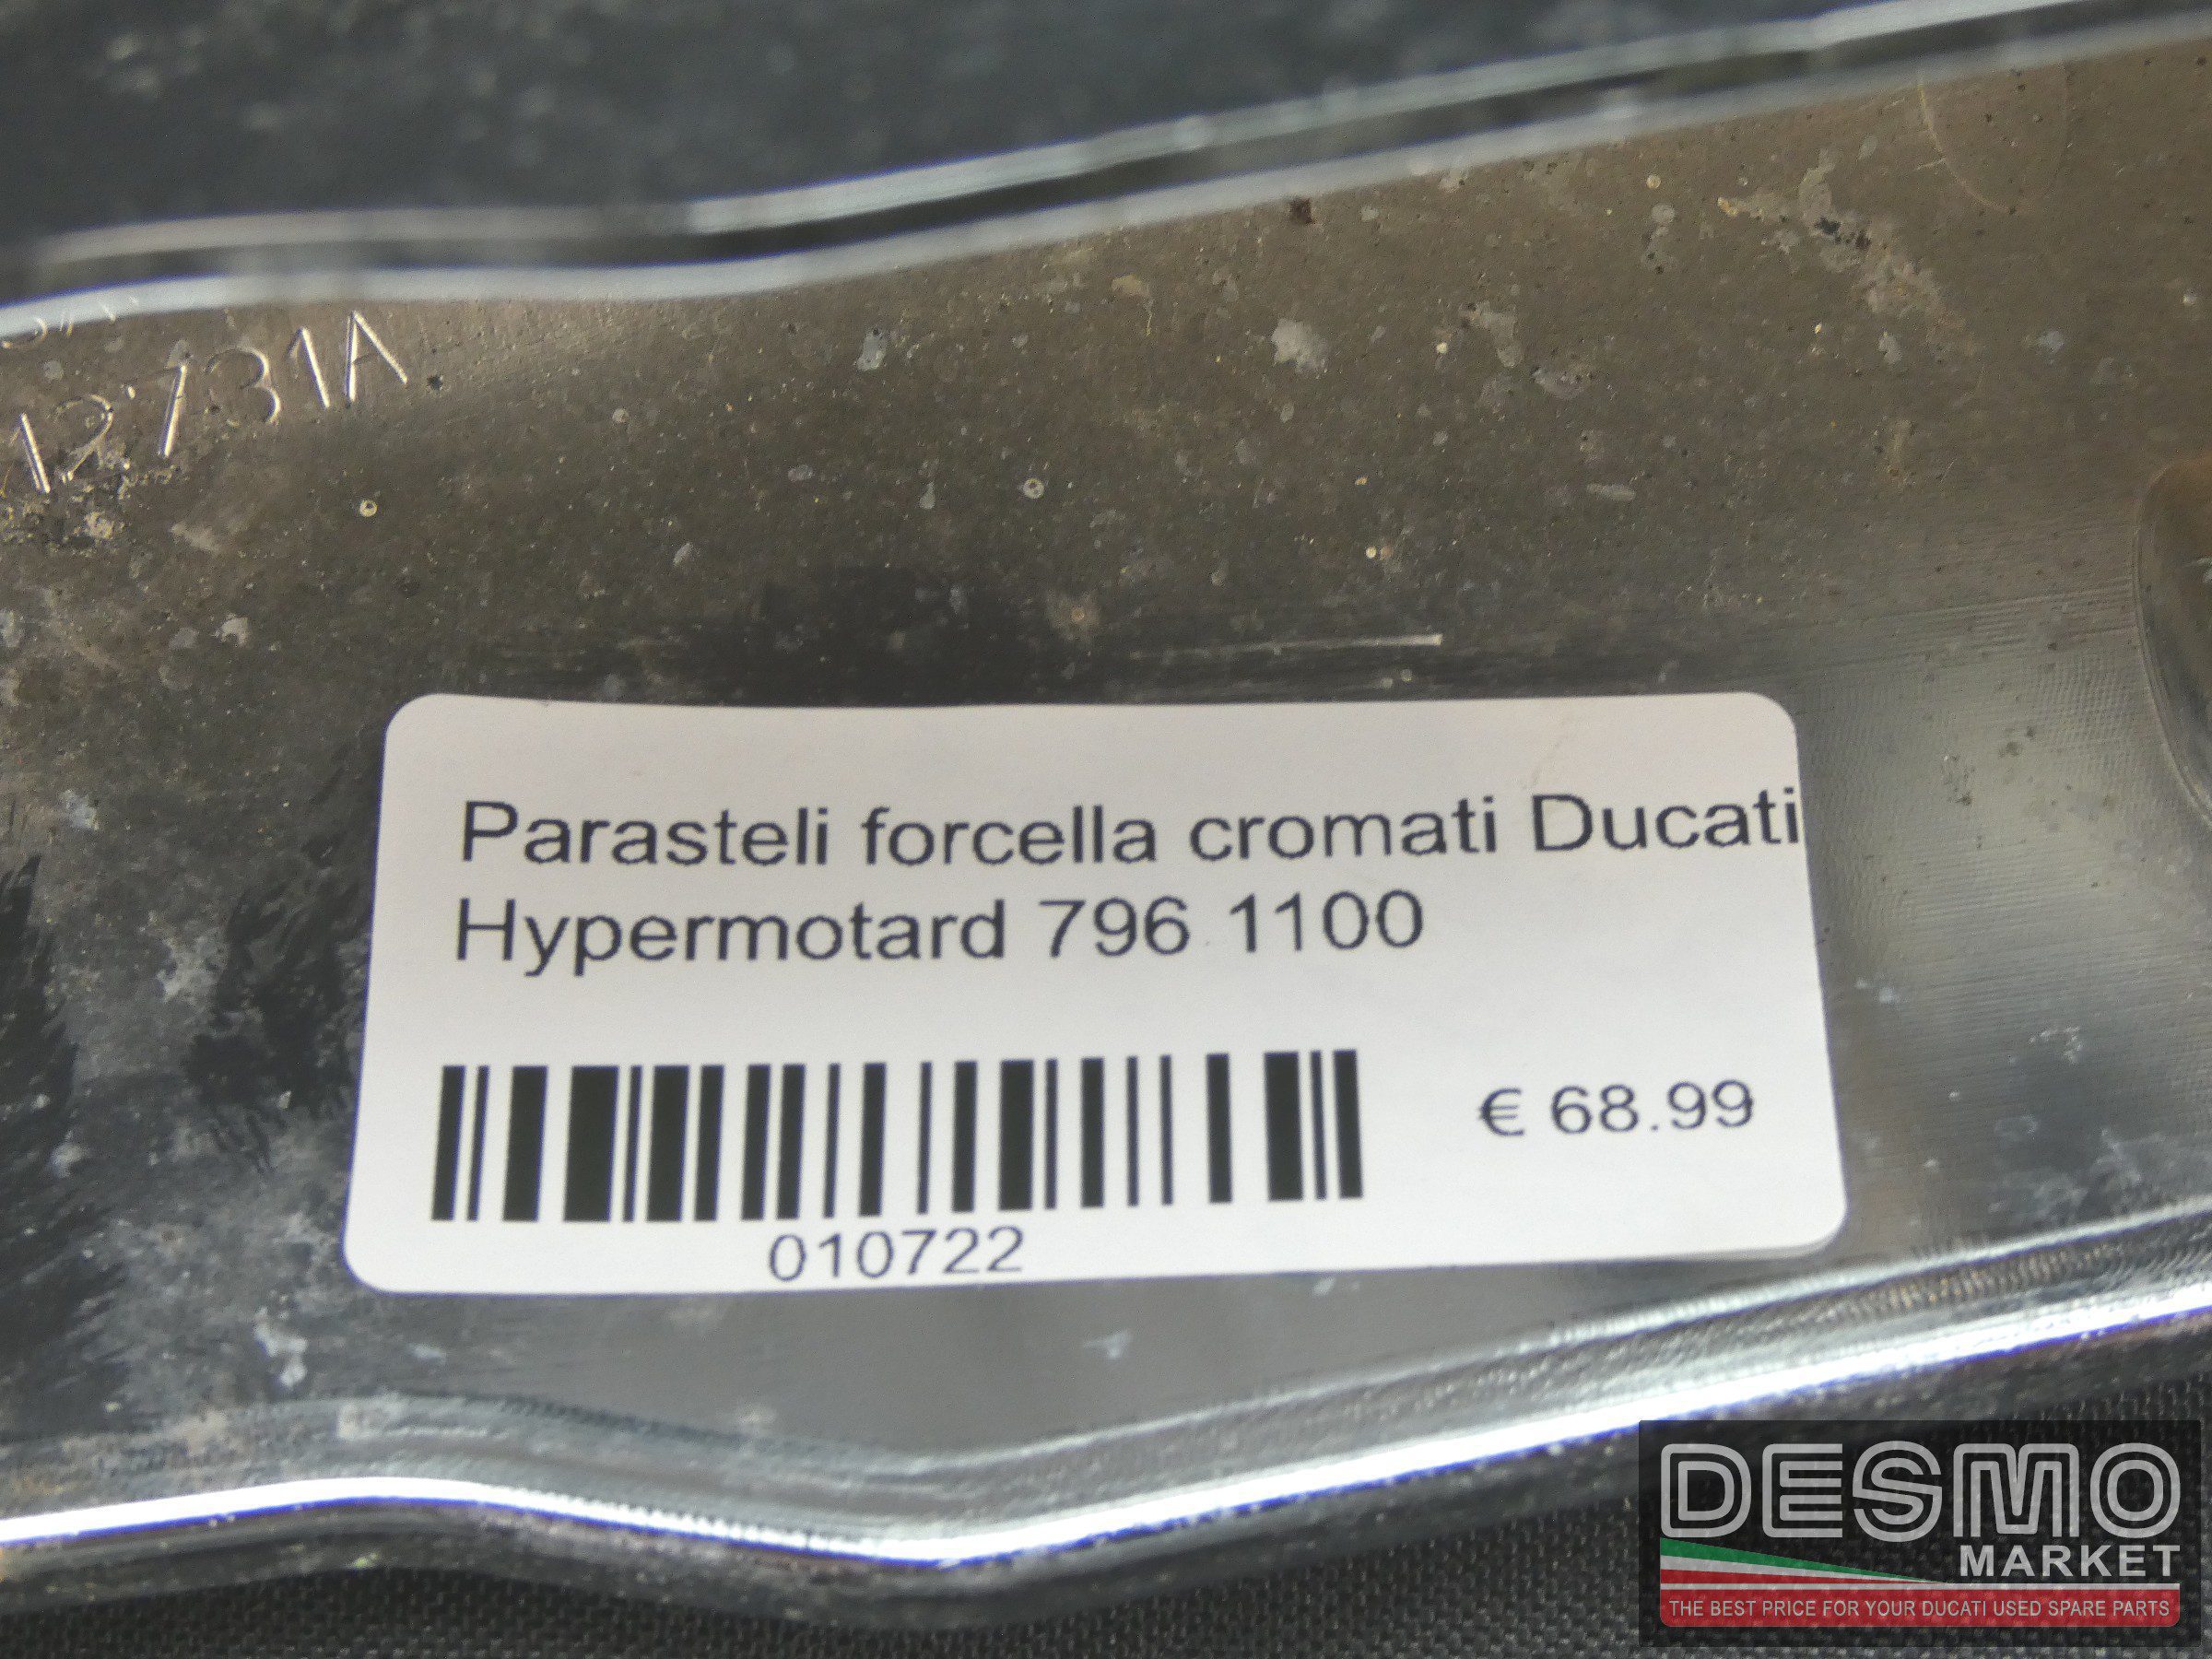 12731A
Parasteli forcella cromati Ducati
Hypermotard 796 1100
€ 68.99
010722
DESMO
MARKET
THE BEST PRICE FOR YOUR DUCATI USED SPARE PARTS